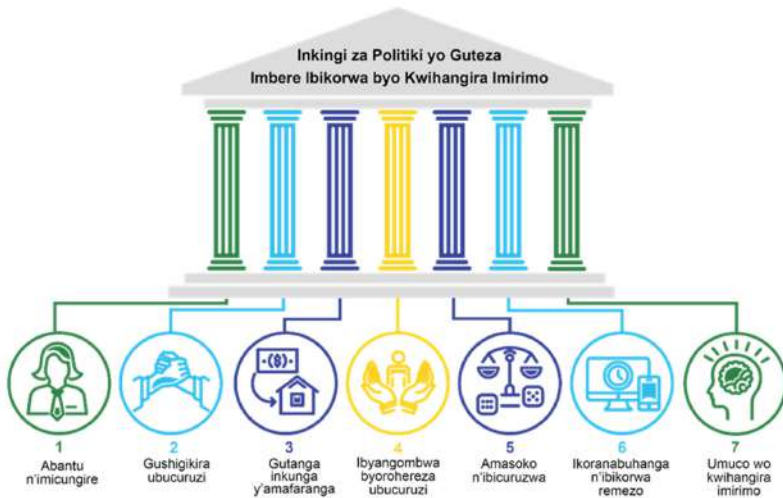 Inkingi za Politiki yo Guteza
Imbere Ibikorwa byo Kwihangira Imirimo
1
Abantu
n'imicungire
2
Gushigikira
ubucuruzi
3
Gutanga
inkunga
y'amafaranga
4
Ibyangombwa
byorohereza
ubucuruzi
5
Amasoko
n'ibicuruzwa
6
Ikoranabuhanga
n'ibikorwa
remezo
7
Umuco wo
kwihangira
imirimo